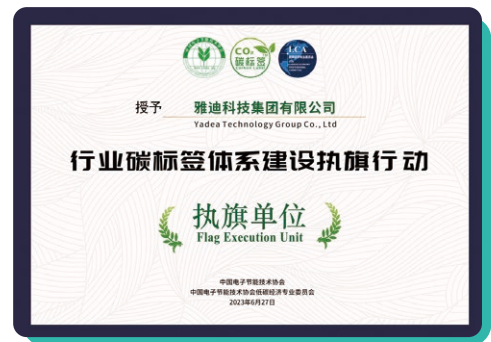 CO₂
碳标签
LCA
授予 雅迪科技集团有限公司
Yadea Technology Group Co., Ltd
行业碳标签体系建设执旗行动
执旗单位
Flag Execution Unit
中国电子节能技术协会
中国电子节能技术协会低碳经济专业委员会
2023年6月27日